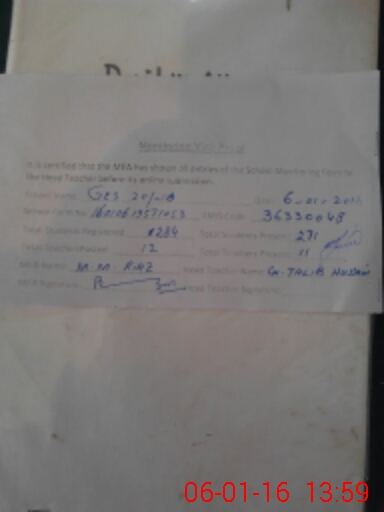 Monitoring Visit Proof
It is certified that the MEA has shown all entries of the School Monitoring Form to
the Head Teacher before its online submission.
School Name: GES 20/WB Date: 6-01-2016
School Form No: EMIS Code: 36330048
Total Students Registered: 284 Total Students Present: 231
Total Teachers Posted: 12 Total Teachers Present: 11
MEA Name: M.M. RIAZ Head Teacher Name: G. TALIB HUSSAIN
MEA Signature: Head Teacher Signature:
06-01-16 13:59